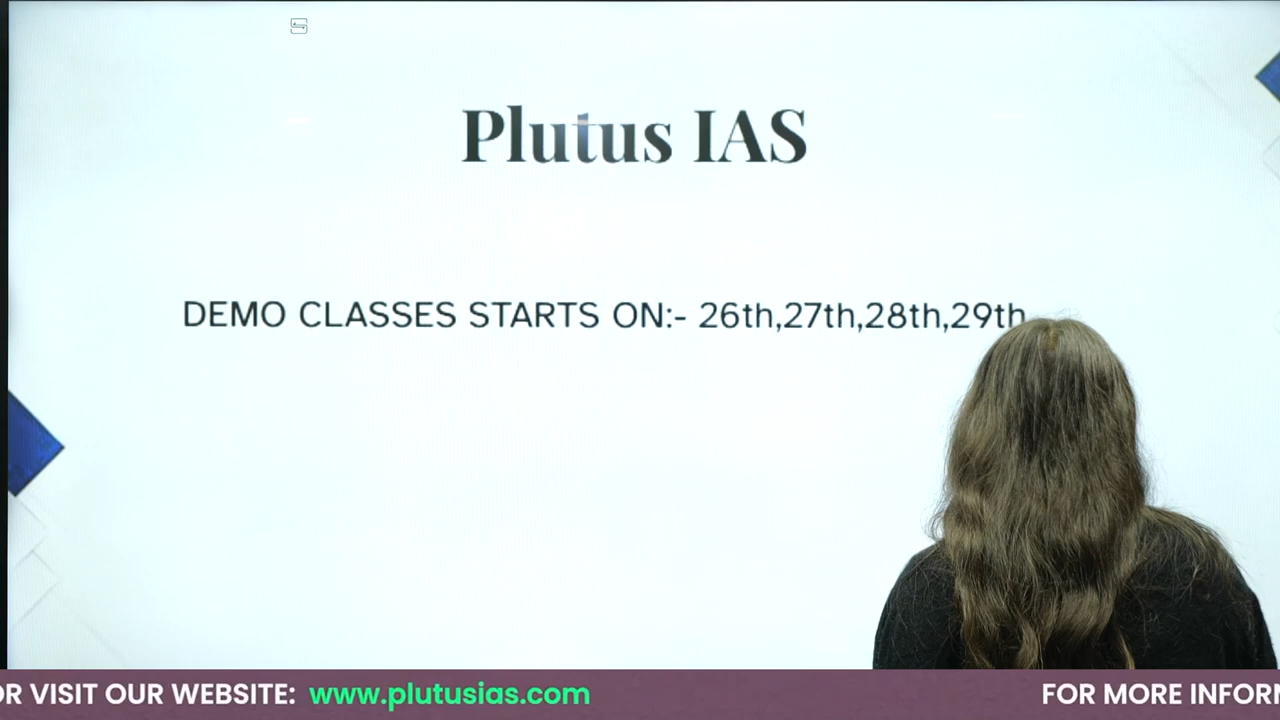 Plutus IAS
DEMO CLASSES STARTS ON:- 26th,27th,28th,29th
OR VISIT OUR WEBSITE: www.plutusias.com
FOR MORE INFORM